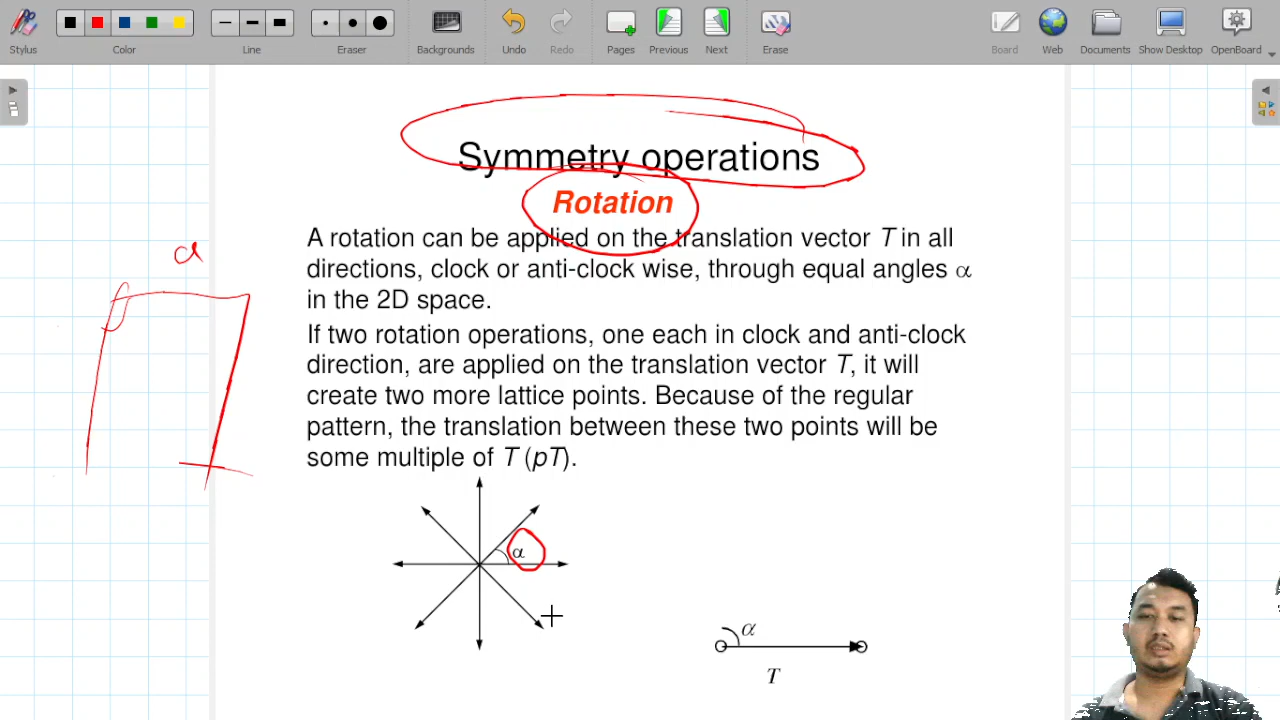 Stylus Color Line Eraser Backgrounds Undo Redo Pages Previous Next Erase Board Web Documents Show Desktop OpenBoard
Symmetry operations
Rotation
A rotation can be applied on the translation vector T in all
directions, clock or anti-clock wise, through equal angles α
in the 2D space.
If two rotation operations, one each in clock and anti-clock
direction, are applied on the translation vector T, it will
create two more lattice points. Because of the regular
pattern, the translation between these two points will be
some multiple of T (pT).
a
α
α
T